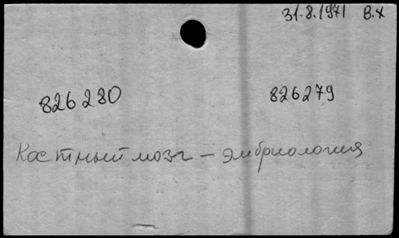 31.8.1971 В.х
826280 826279
Костный мозг – эмбриология